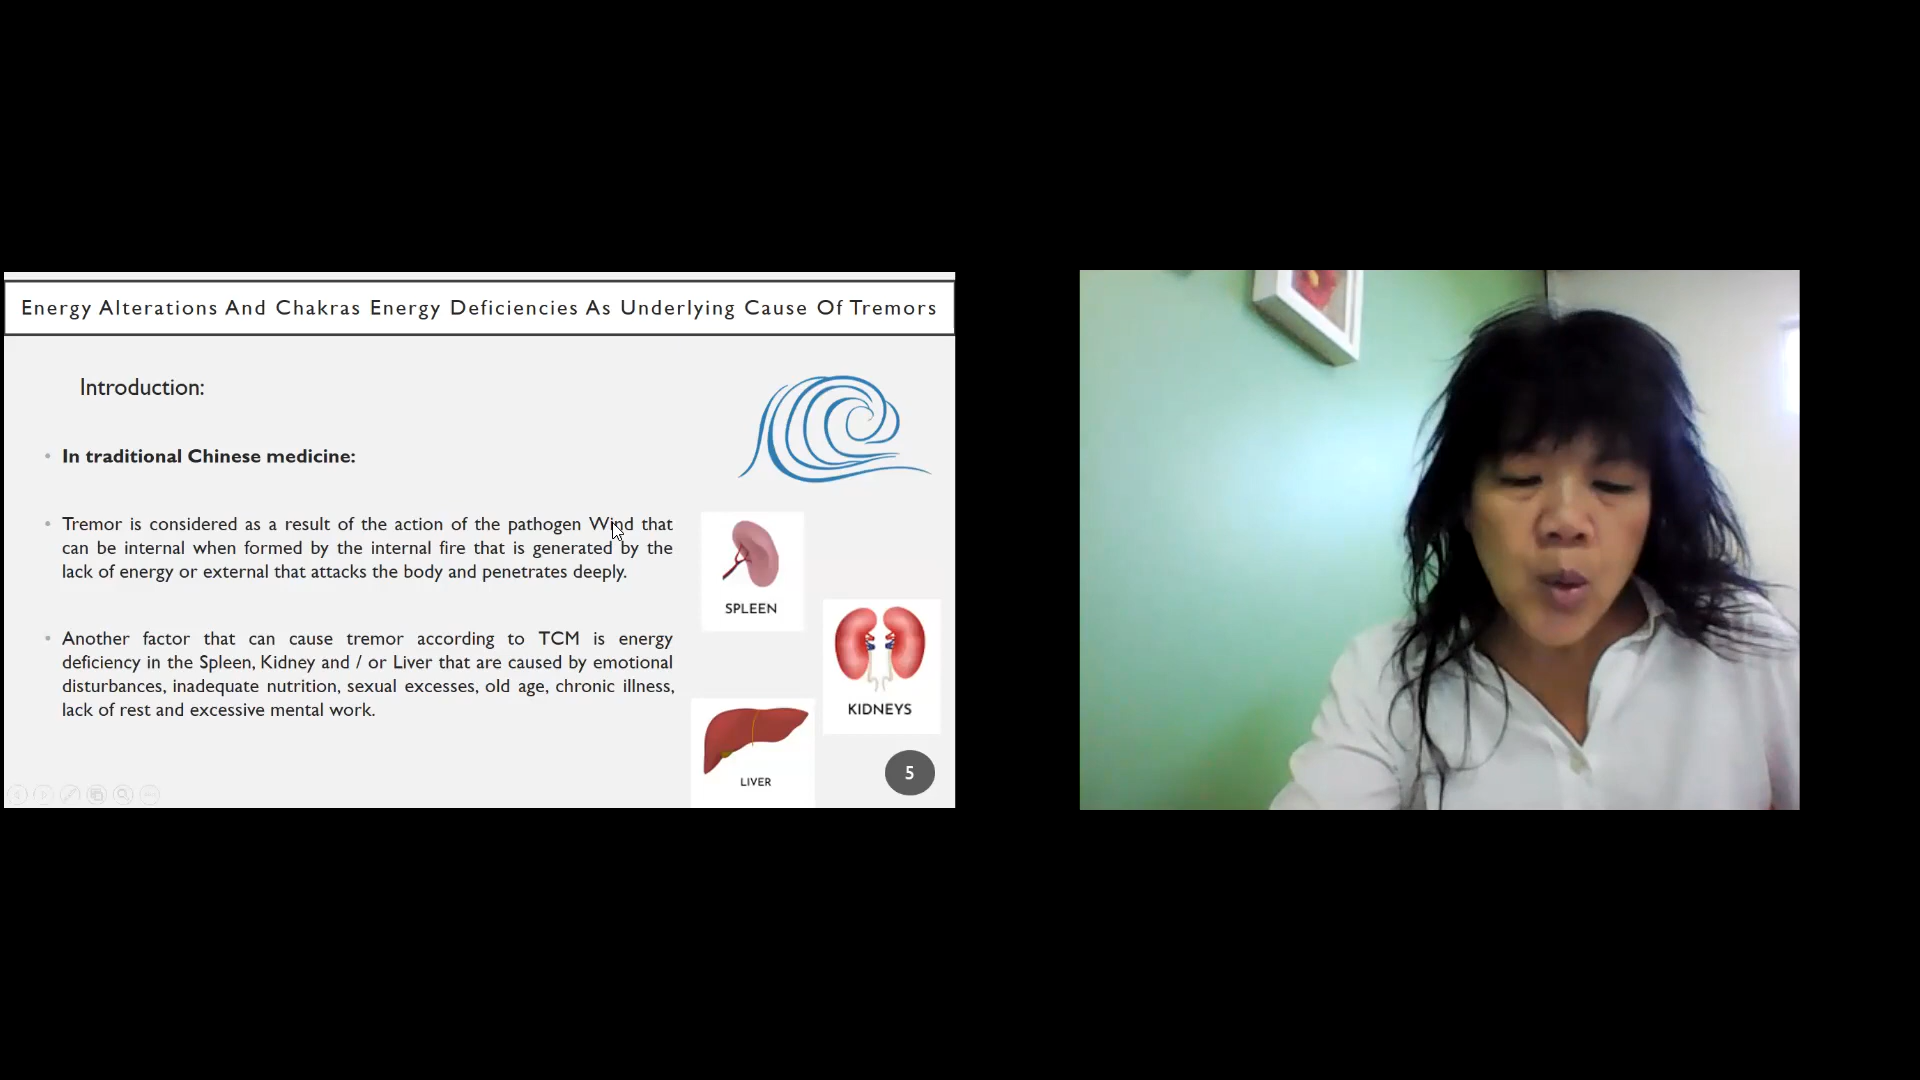 Energy Alterations And Chakras Energy Deficiencies As Underlying Cause Of Tremors
Introduction:
• In traditional Chinese medicine:
• Tremor is considered as a result of the action of the pathogen Wind that
can be internal when formed by the internal fire that is generated by the
lack of energy or external that attacks the body and penetrates deeply.
• Another factor that can cause tremor according to TCM is energy
deficiency in the Spleen, Kidney and / or Liver that are caused by emotional
disturbances, inadequate nutrition, sexual excesses, old age, chronic illness,
lack of rest and excessive mental work.
SPLEEN
KIDNEYS
LIVER
5